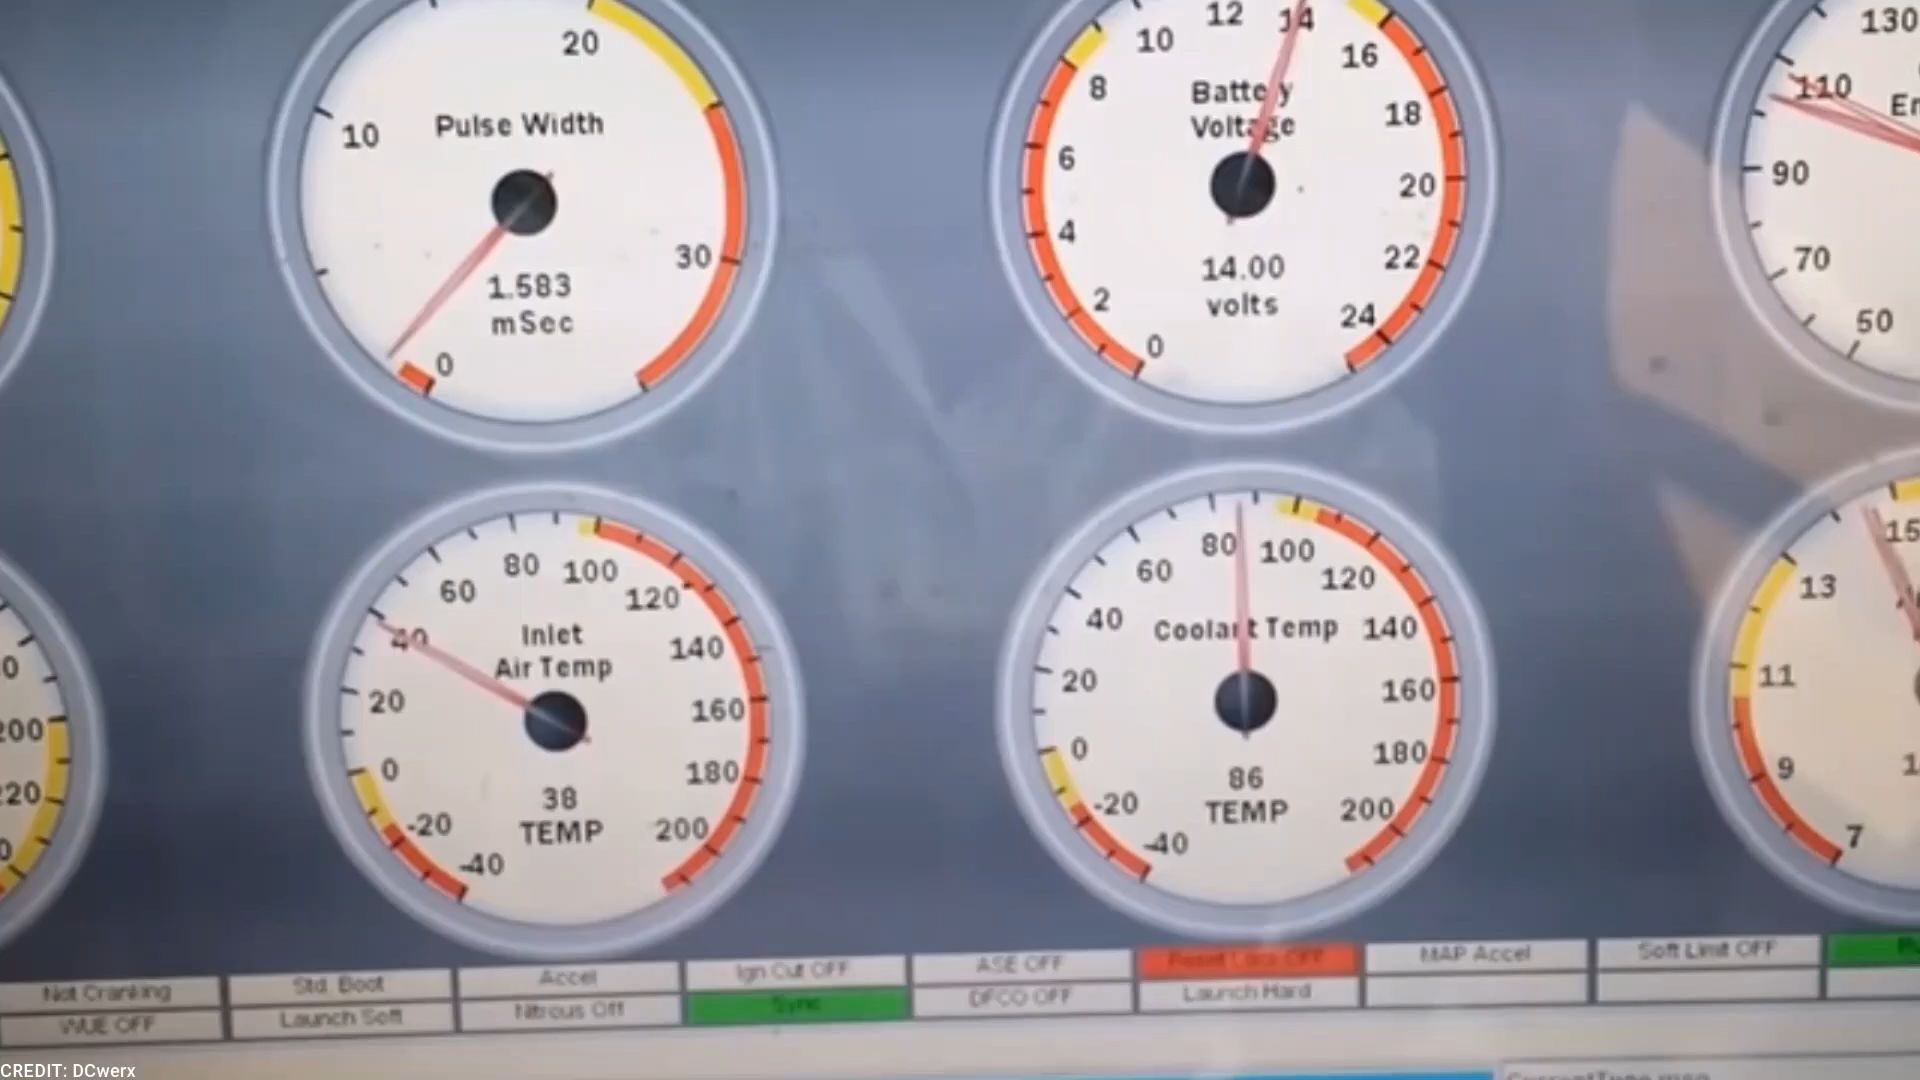 20
10
Pulse Width
30
1.583
mSec
0
12
14
10
16
8
Battery
Voltage
18
6
20
4
22
14.00
volts
2
24
0
130
110
90
70
50
80
100
60
120
40
Inlet
Air Temp
140
20
160
0
180
38
TEMP
-20
200
-40
80
100
60
120
40
Coolant Temp
140
20
160
0
180
86
TEMP
-20
200
-40
15
13
11
9
7
Not Cranking
Std. Boot
Accel
Ign Cut OFF
ASE OFF
MAP Accel
Soft Limit OFF
WUE OFF
Launch Soft
Nitrous Off
Sync
DFCO OFF
Launch Hard
CREDIT: DCwerx